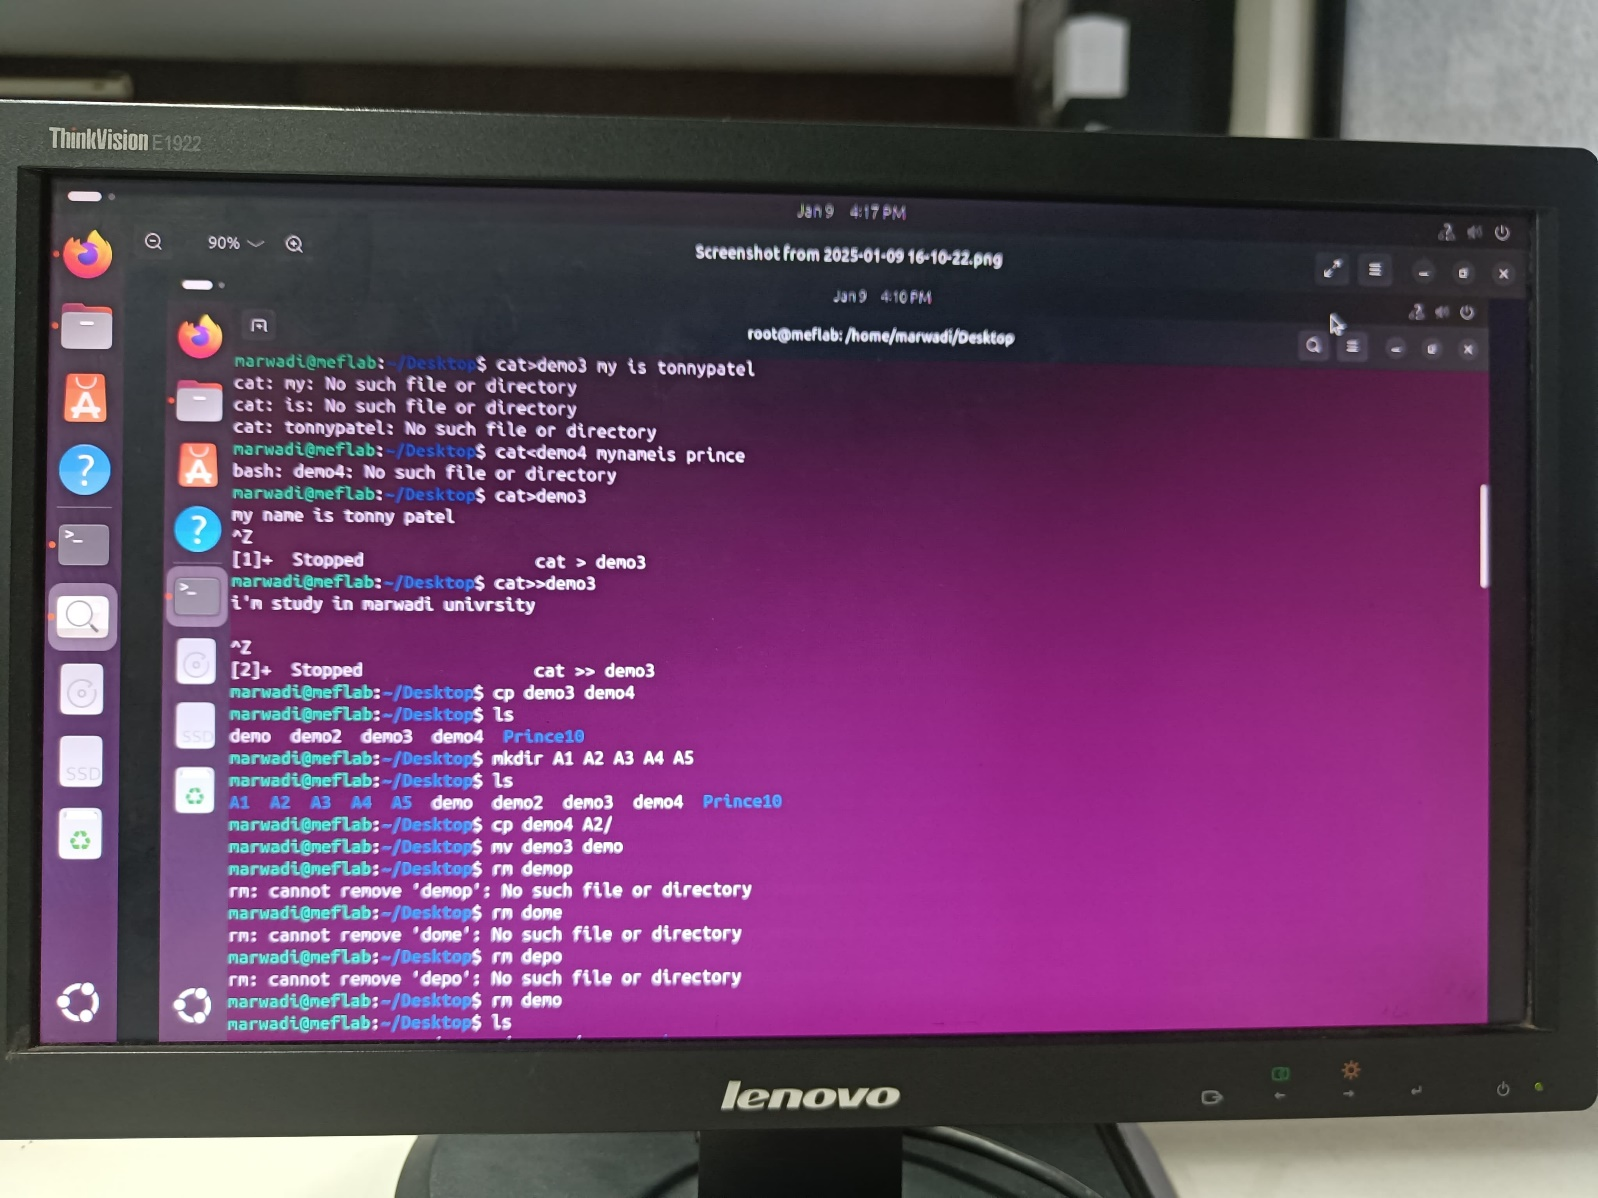 ThinkVision E1922
Jan 9 4:17 PM
90%
Screenshot from 2025-01-09 16-10-22.png
Jan 9 4:10 PM
root@meflab: /home/marwadi/Desktop
marwadi@meflab:~/Desktop$ cat>demo3 my is tonnypatel
cat: my: No such file or directory
cat: is: No such file or directory
cat: tonnypatel: No such file or directory
marwadi@meflab:~/Desktop$ cat<demo4 mynameis prince
bash: demo4: No such file or directory
marwadi@meflab:~/Desktop$ cat>demo3
my name is tonny patel
^Z
[1]+  Stopped                 cat > demo3
marwadi@meflab:~/Desktop$ cat>>demo3
i'm study in marwadi univrsity
^Z
[2]+  Stopped                 cat >> demo3
marwadi@meflab:~/Desktop$ cp demo3 demo4
marwadi@meflab:~/Desktop$ ls
demo  demo2  demo3  demo4  Prince10
marwadi@meflab:~/Desktop$ mkdir A1 A2 A3 A4 A5
marwadi@meflab:~/Desktop$ ls
A1  A2  A3  A4  A5  demo  demo2  demo3  demo4  Prince10
marwadi@meflab:~/Desktop$ cp demo4 A2/
marwadi@meflab:~/Desktop$ mv demo3 demo
marwadi@meflab:~/Desktop$ rm demop
rm: cannot remove 'demop': No such file or directory
marwadi@meflab:~/Desktop$ rm dome
rm: cannot remove 'dome': No such file or directory
marwadi@meflab:~/Desktop$ rm depo
rm: cannot remove 'depo': No such file or directory
marwadi@meflab:~/Desktop$ rm demo
marwadi@meflab:~/Desktop$ ls
SSD
SSD
lenovo